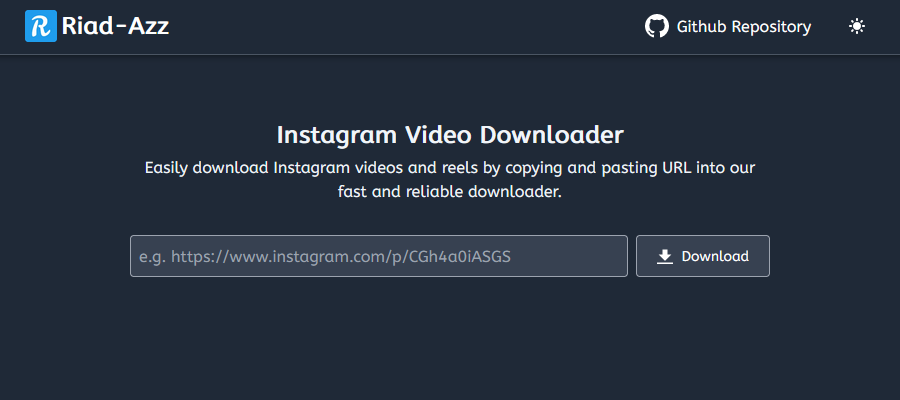 R Riad-Azz
Github Repository
Instagram Video Downloader
Easily download Instagram videos and reels by copying and pasting URL into our
fast and reliable downloader.
e.g. https://www.instagram.com/p/CGh4a0iASGS
Download